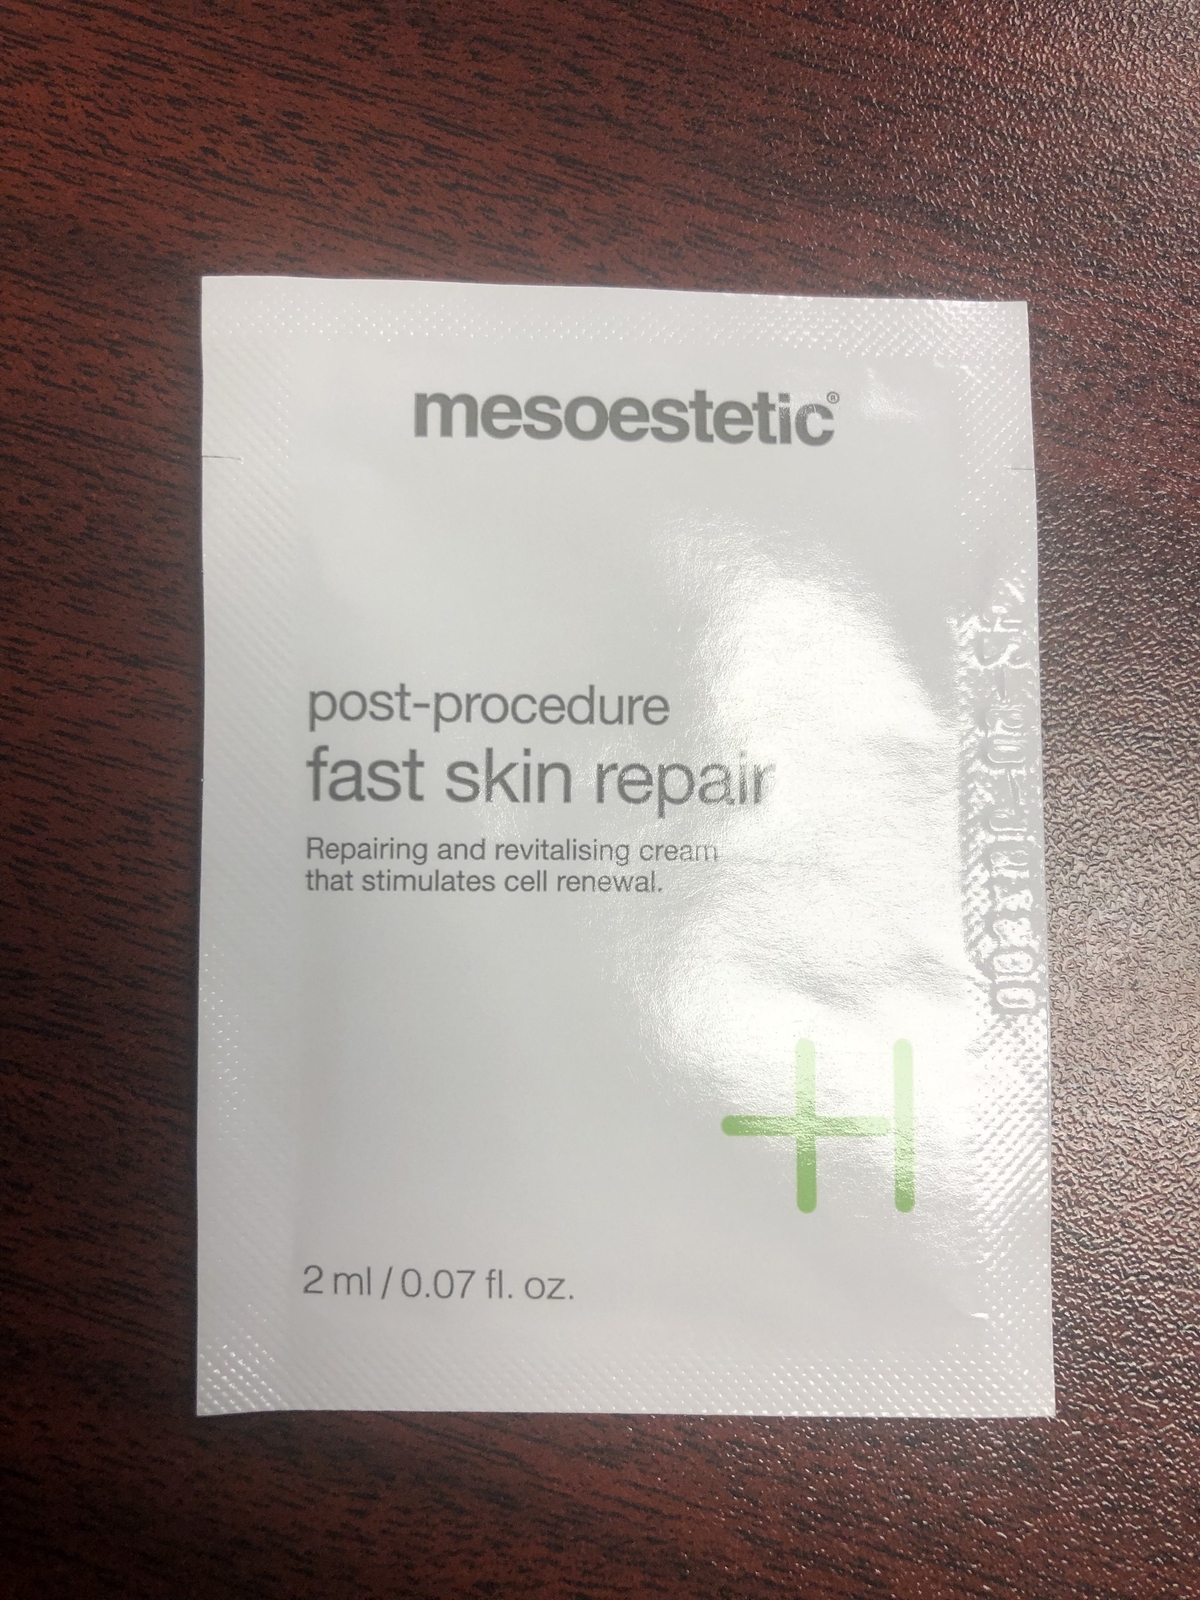 mesoestetic®
post-procedure
fast skin repair
Repairing and revitalising cream
that stimulates cell renewal.
2 ml / 0.07 fl. oz.